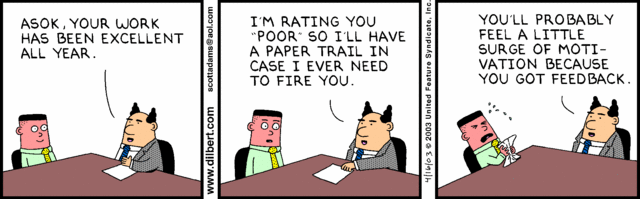 ASOK, YOUR WORK
HAS BEEN EXCELLENT
ALL YEAR.
www.dilbert.com
scottadams@aol.com
I'M RATING YOU
"POOR" SO I'LL HAVE
A PAPER TRAIL IN
CASE I EVER NEED
TO FIRE YOU.
4/16/03 © 2003 United Feature Syndicate, Inc.
YOU'LL PROBABLY
FEEL A LITTLE
SURGE OF MOTI-
VATION BECAUSE
YOU GOT FEEDBACK.